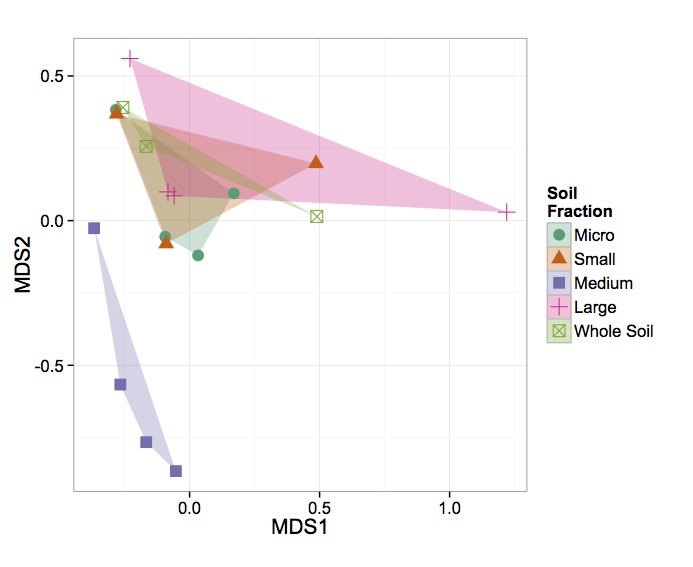 0.5
0.0
-0.5
MDS2
0.0 0.5 1.0
MDS1
Soil
Fraction
Micro
Small
Medium
Large
Whole Soil